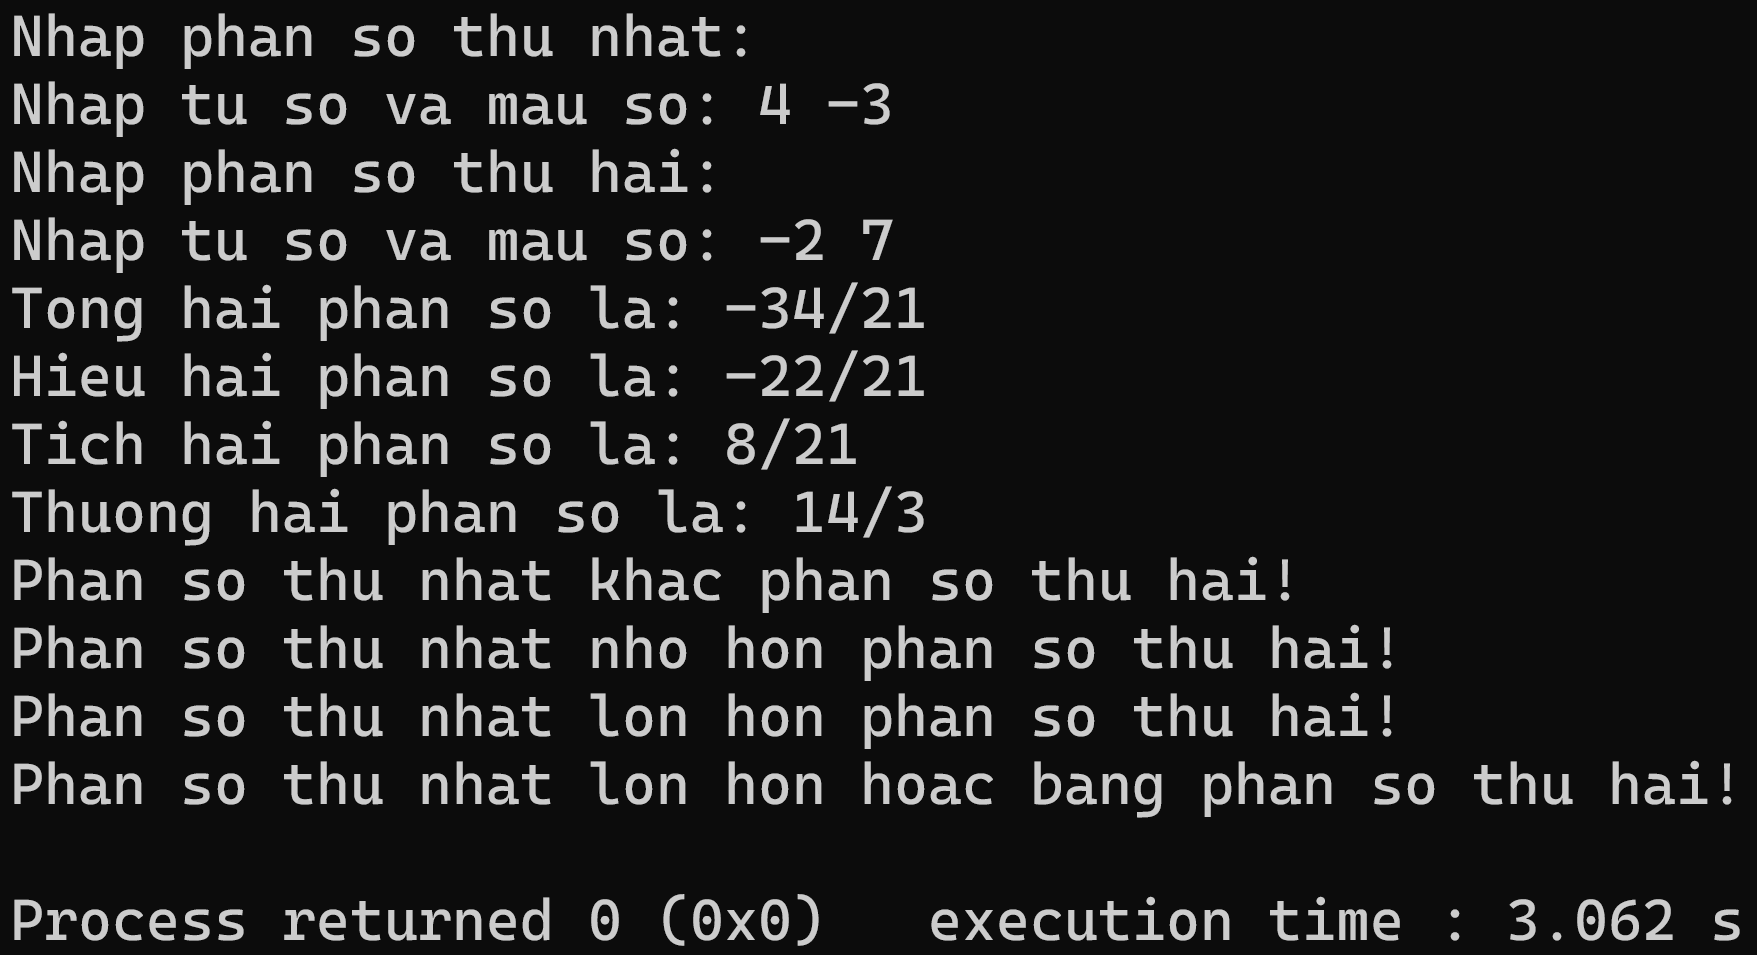 Nhap phan so thu nhat:
Nhap tu so va mau so: 4 -3
Nhap phan so thu hai:
Nhap tu so va mau so: -2 7
Tong hai phan so la: -34/21
Hieu hai phan so la: -22/21
Tich hai phan so la: 8/21
Thuong hai phan so la: 14/3
Phan so thu nhat khac phan so thu hai!
Phan so thu nhat nho hon phan so thu hai!
Phan so thu nhat lon hon phan so thu hai!
Phan so thu nhat lon hon hoac bang phan so thu hai!
Process returned 0 (0x0)   execution time : 3.062 s